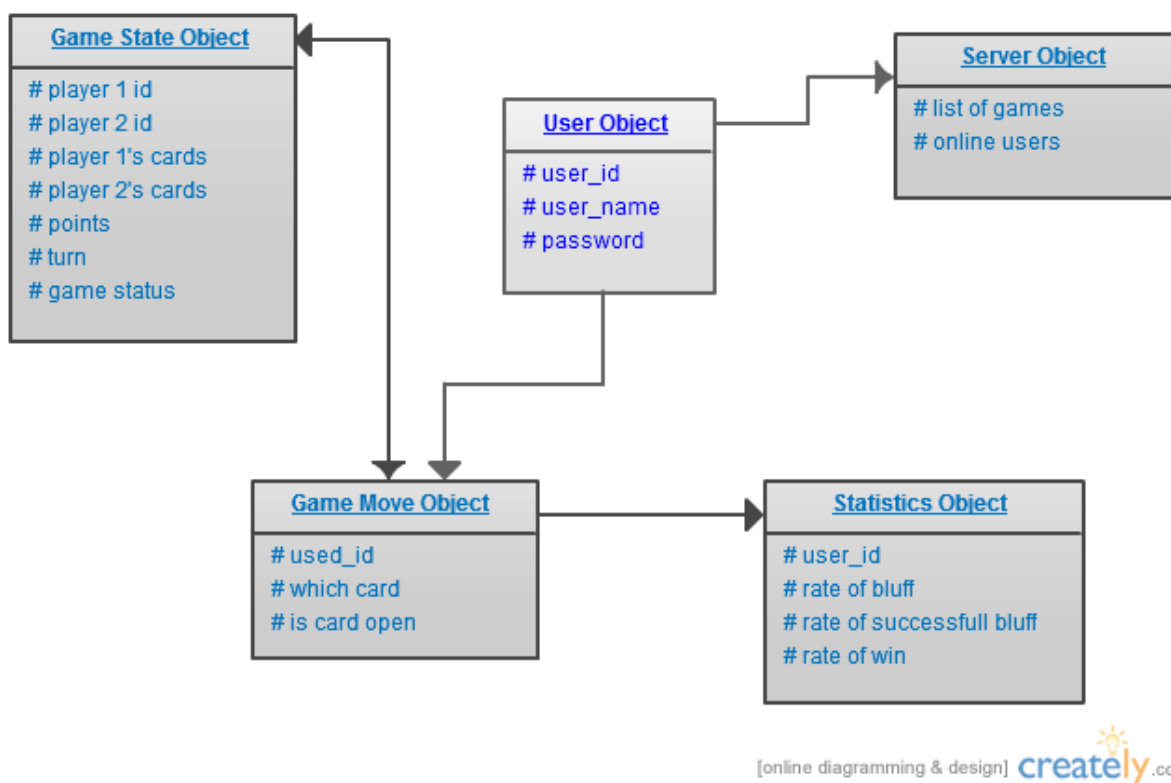 Game State Object
# player 1 id
# player 2 id
# player 1's cards
# player 2's cards
# points
# turn
# game status
User Object
# user_id
# user_name
# password
Server Object
# list of games
# online users
Game Move Object
# used_id
# which card
# is card open
Statistics Object
# user_id
# rate of bluff
# rate of successfull bluff
# rate of win
[online diagramming & design] creately.co